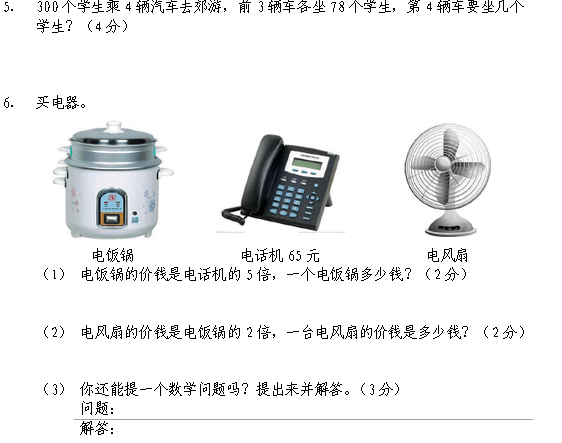 5. 300个学生乘4辆汽车去郊游，前3辆车各坐78个学生，第4辆车要坐几个
学生？（4分）
6. 买电器。
电饭锅 电话机65元 电风扇
（1） 电饭锅的价钱是电话机的5倍，一个电饭锅多少钱？（2分）
（2） 电风扇的价钱是电饭锅的2倍，一台电风扇的价钱是多少钱？（2分）
（3） 你还能提一个数学问题吗？提出来并解答。（3分）
问题：
解答：